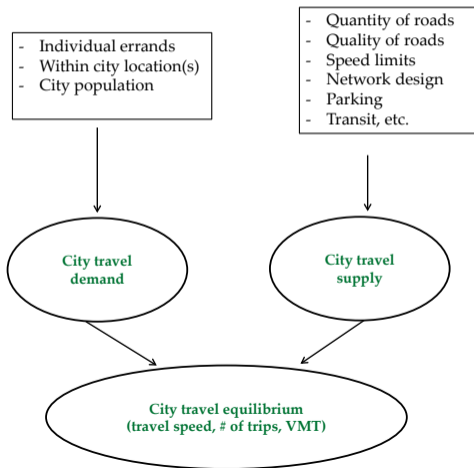 - Individual errands
- Within city location(s)
- City population
- Quantity of roads
- Quality of roads
- Speed limits
- Network design
- Parking
- Transit, etc.
City travel
demand
City travel
supply
City travel equilibrium
(travel speed, # of trips, VMT)